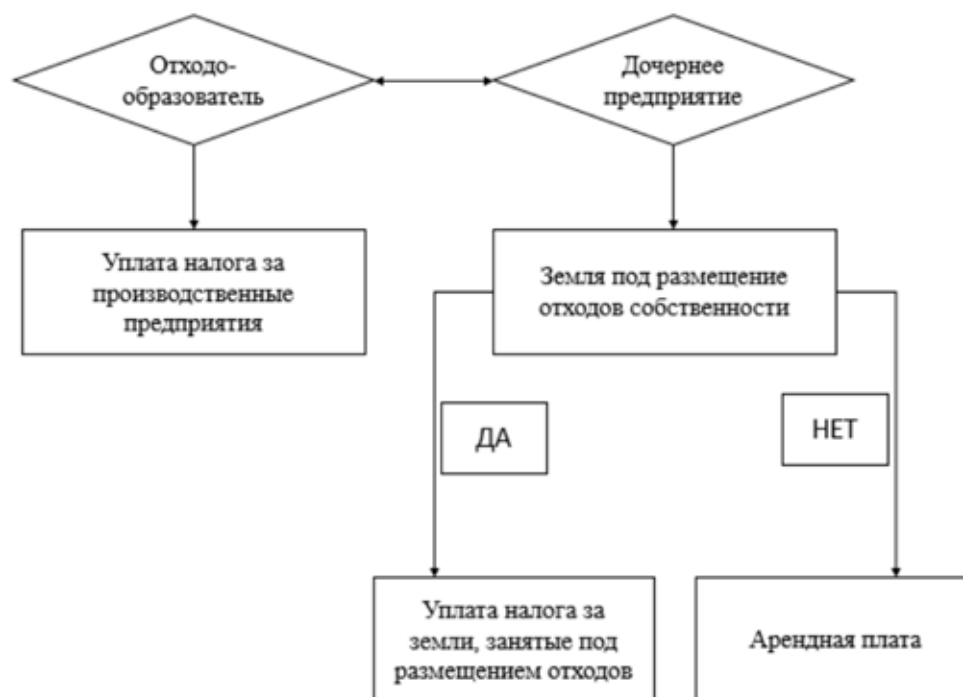 Отходо-
образователь
Дочернее
предприятие
Уплата налога за
производственные
предприятия
Земля под размещение
отходов собственности
ДА
НЕТ
Уплата налога за
земли, занятые под
размещением отходов
Арендная плата